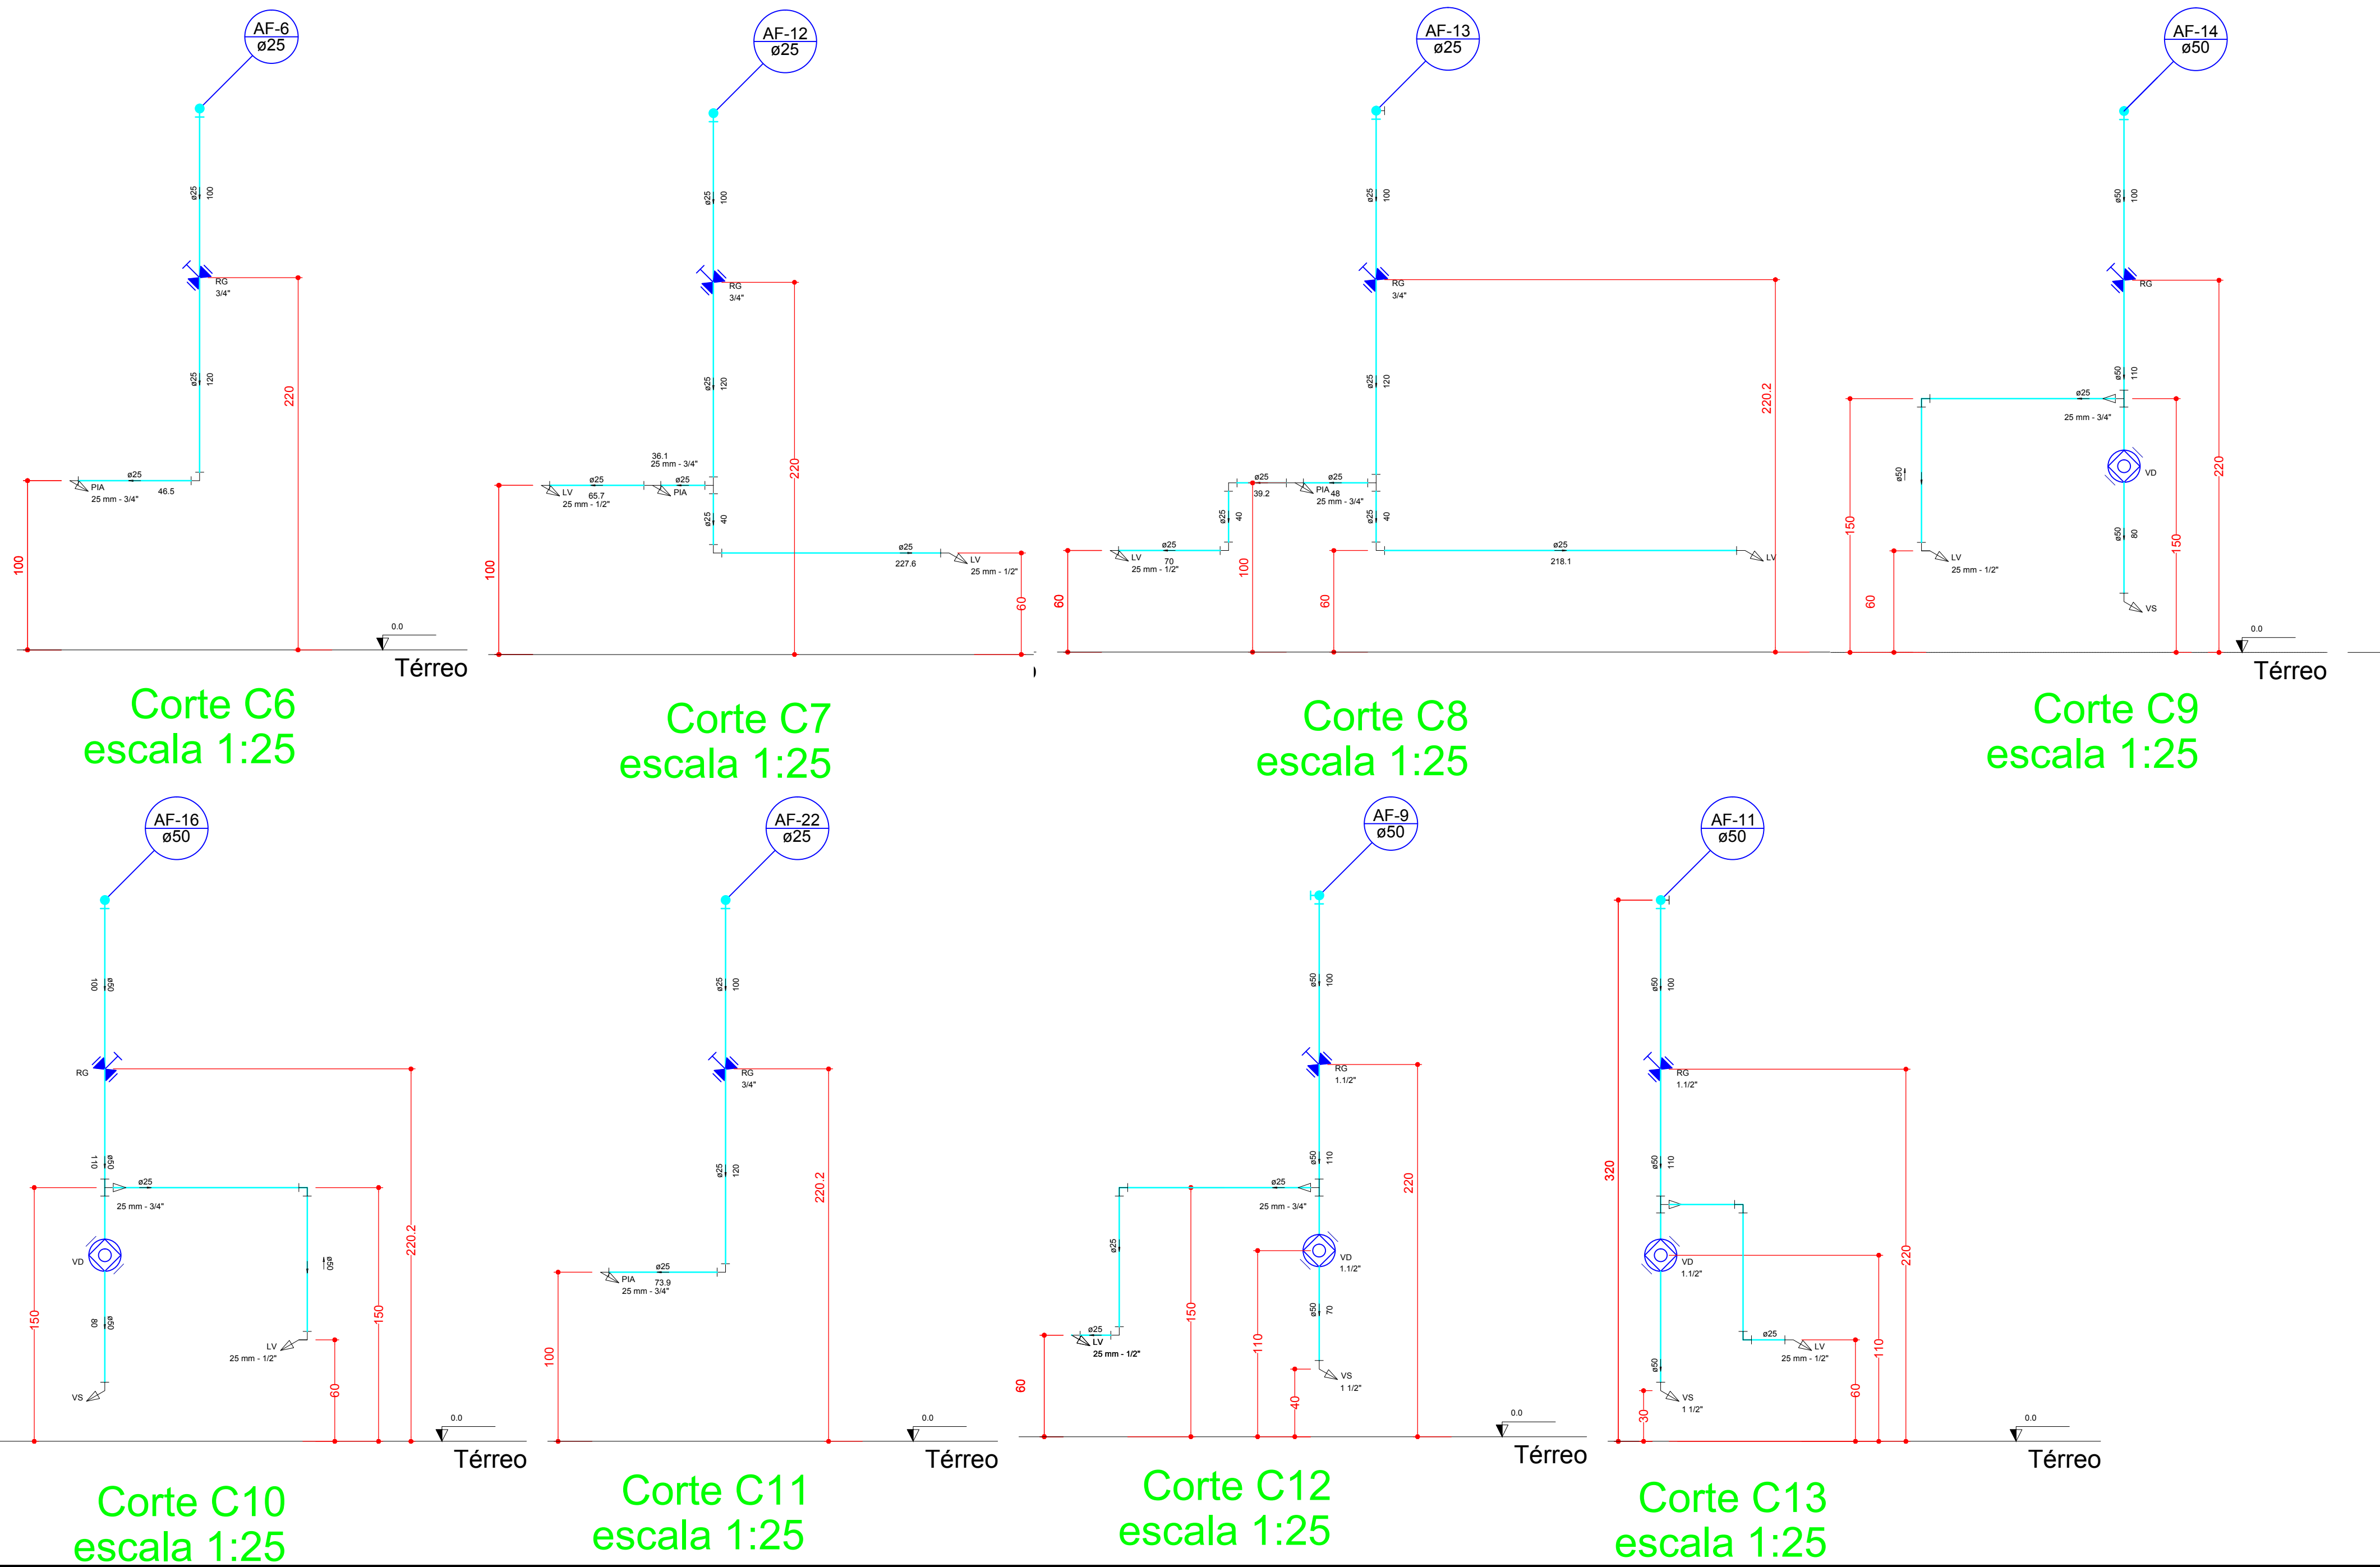 AF-6
ø25
ø25
100
RG
3/4"
ø25
120
220
ø25
46.5
PIA
25 mm - 3/4"
100
0.0
Térreo
Corte C6
escala 1:25
AF-12
ø25
ø25
100
RG
3/4"
ø25
120
220
36.1
25 mm - 3/4"
ø25
ø25
65.7
LV
25 mm - 1/2"
PIA
ø25
40
ø25
227.6
LV
25 mm - 1/2"
100
60
Corte C7
escala 1:25
AF-13
ø25
ø25
100
RG
3/4"
ø25
120
220.2
ø25
39.2
ø25
48
PIA
25 mm - 3/4"
ø25
40
ø25
40
ø25
70
LV
25 mm - 1/2"
ø25
218.1
LV
60
100
60
Corte C8
escala 1:25
AF-14
ø50
ø50
100
RG
ø50
110
ø25
25 mm - 3/4"
220
VD
ø50
ø50
80
150
150
LV
25 mm - 1/2"
60
VS
0.0
Térreo
Corte C9
escala 1:25
AF-16
ø50
ø50
100
RG
ø50
110
ø25
25 mm - 3/4"
220.2
VD
ø50
ø50
80
150
150
LV
25 mm - 1/2"
60
VS
0.0
Térreo
Corte C10
escala 1:25
AF-22
ø25
ø25
100
RG
3/4"
ø25
120
220.2
ø25
73.9
PIA
25 mm - 3/4"
100
0.0
Térreo
Corte C11
escala 1:25
AF-9
ø50
ø50
100
RG
1.1/2"
ø50
110
220
ø25
25 mm - 3/4"
ø25
VD
1.1/2"
ø50
70
150
110
ø25
LV
25 mm - 1/2"
60
VS
1 1/2"
40
0.0
Térreo
Corte C12
escala 1:25
AF-11
ø50
ø50
100
RG
1.1/2"
ø50
110
320
220
VD
1.1/2"
ø25
LV
25 mm - 1/2"
110
ø50
VS
1 1/2"
60
30
0.0
Térreo
Corte C13
escala 1:25